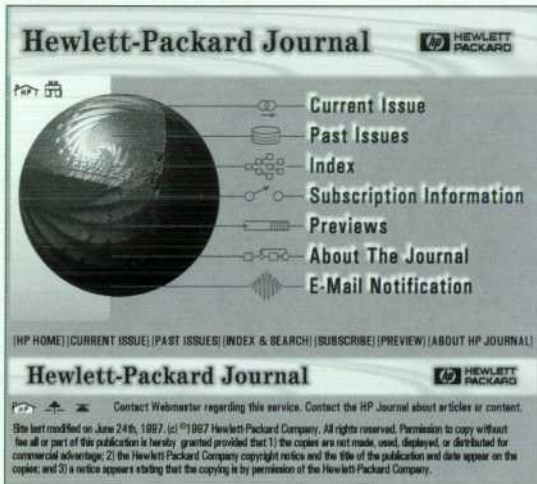 Hewlett-Packard Journal
hp HEWLETT PACKARD
HP
Current Issue
Past Issues
Index
Subscription Information
Previews
About The Journal
E-Mail Notification
[HP HOME] [CURRENT ISSUE] [PAST ISSUES] [INDEX & SEARCH] [SUBSCRIBE] [PREVIEW] [ABOUT HP JOURNAL]
Hewlett-Packard Journal
hp HEWLETT PACKARD
Contact Webmaster regarding this service. Contact the HP Journal about articles or content.
Site last modified on June 24th, 1997. (c) ©1997 Hewlett-Packard Company. All rights reserved. Permission to copy without
fee all or part of this publication is hereby granted provided that 1) the copies are not made, used, displayed, or distributed for
commercial advantage; 2) the Hewlett-Packard Company copyright notice and the title of the publication and date appear on the
copies; and 3) a notice appears stating that the copying is by permission of the Hewlett-Packard Company.